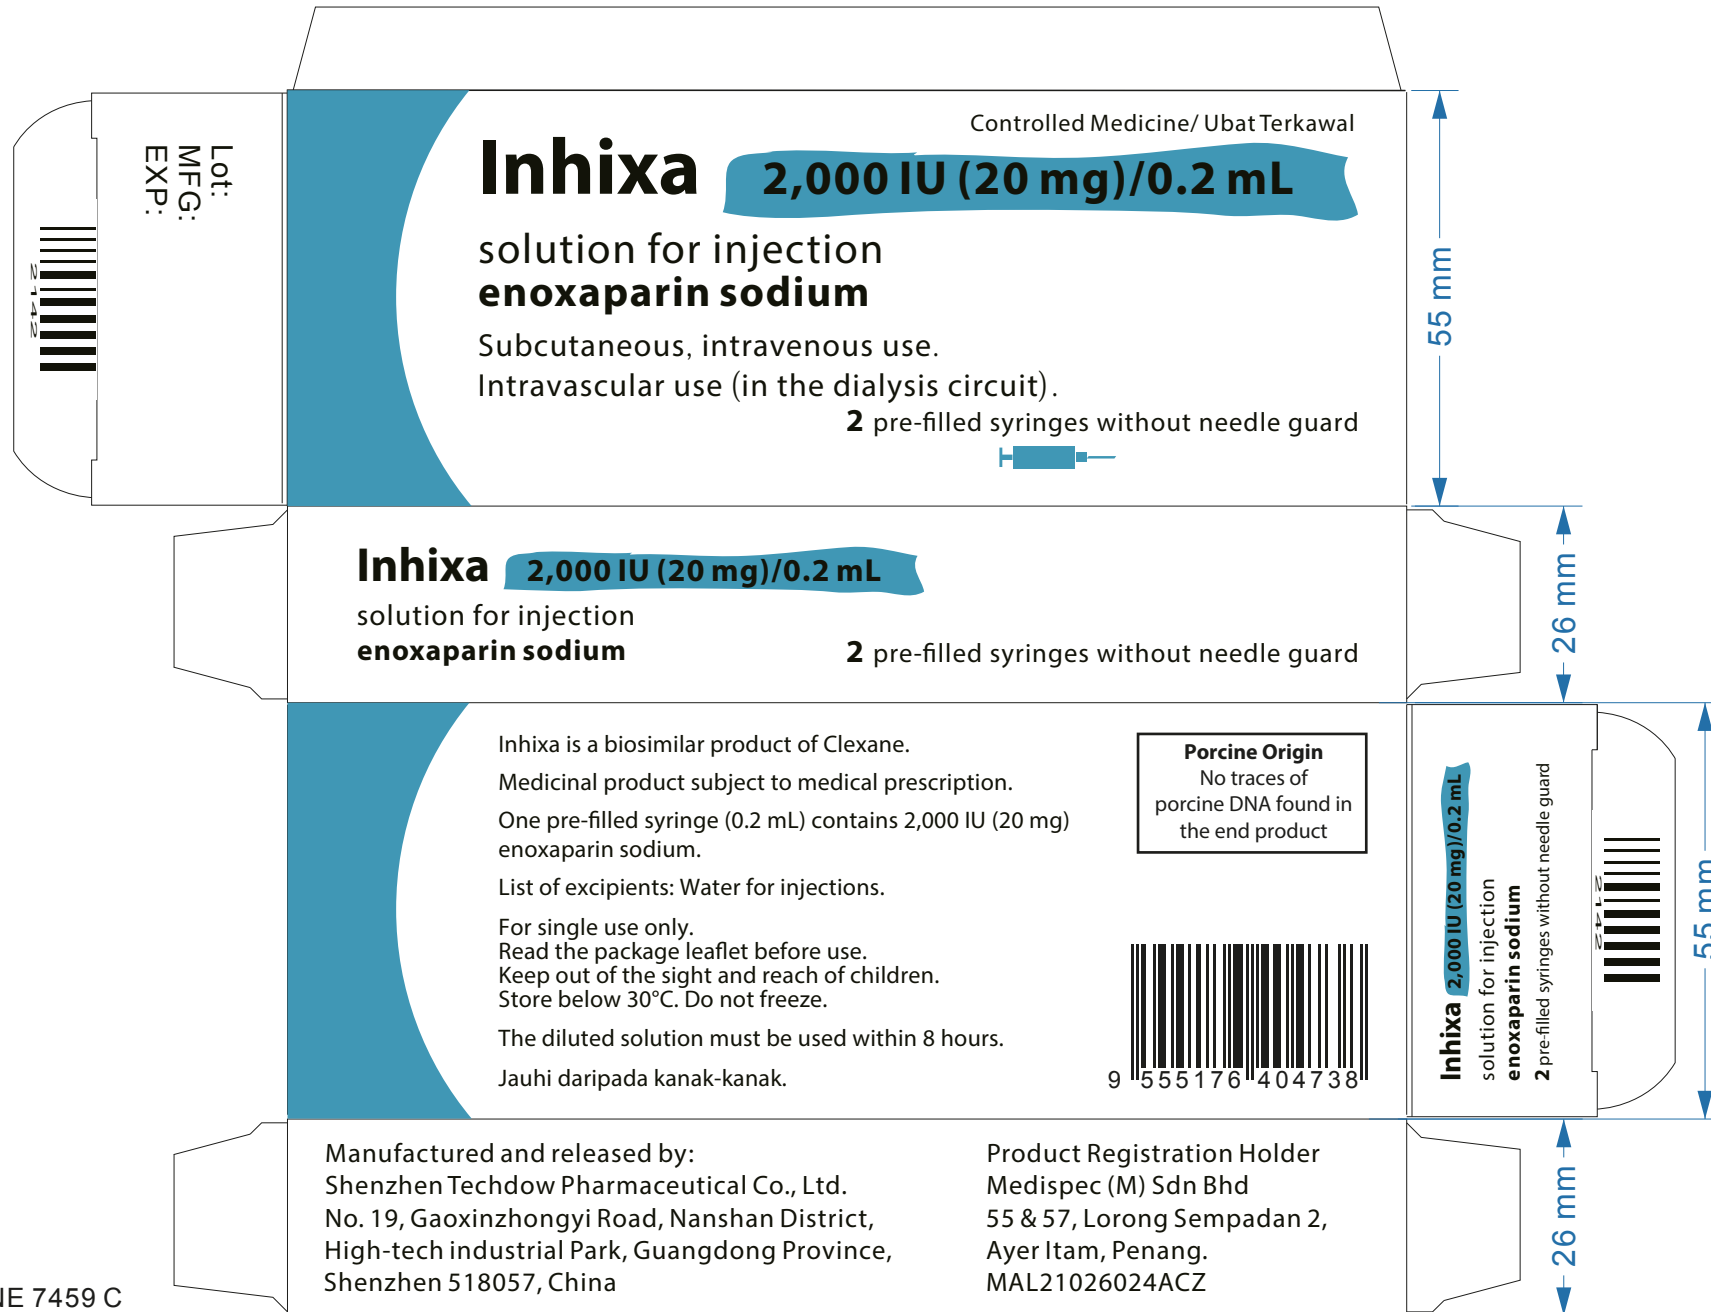 Lot:
MFG:
EXP:
2142
Controlled Medicine/ Ubat Terkawal
Inhixa 2,000 IU (20 mg)/0.2 mL
solution for injection
enoxaparin sodium
Subcutaneous, intravenous use.
Intravascular use (in the dialysis circuit).
2 pre-filled syringes without needle guard
55 mm
Inhixa 2,000 IU (20 mg)/0.2 mL
solution for injection
enoxaparin sodium
2 pre-filled syringes without needle guard
26 mm
Inhixa is a biosimilar product of Clexane.
Medicinal product subject to medical prescription.
One pre-filled syringe (0.2 mL) contains 2,000 IU (20 mg)
enoxaparin sodium.
List of excipients: Water for injections.
For single use only.
Read the package leaflet before use.
Keep out of the sight and reach of children.
Store below 30°C. Do not freeze.
The diluted solution must be used within 8 hours.
Jauhi daripada kanak-kanak.
Porcine Origin
No traces of
porcine DNA found in
the end product
9 555176 404738
Inhixa 2,000 IU (20 mg)/0.2 mL
solution for injection
enoxaparin sodium
2 pre-filled syringes without needle guard
2142
55 mm
Manufactured and released by:
Shenzhen Techdow Pharmaceutical Co., Ltd.
No. 19, Gaoxinzhongyi Road, Nanshan District,
High-tech industrial Park, Guangdong Province,
Shenzhen 518057, China
Product Registration Holder
Medispec (M) Sdn Bhd
55 & 57, Lorong Sempadan 2,
Ayer Itam, Penang.
MAL21026024ACZ
26 mm
7459 C